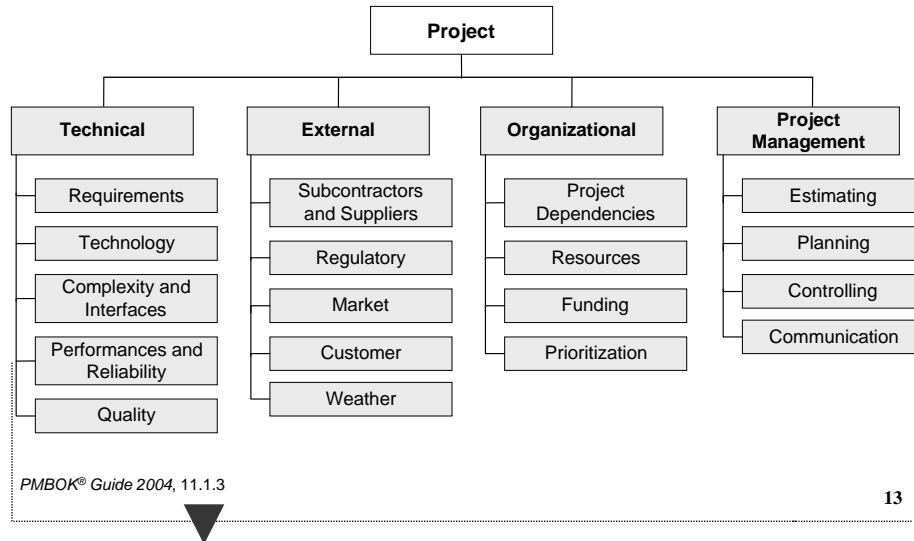 Project
Technical
Requirements
Technology
Complexity and
Interfaces
Performances and
Reliability
Quality
External
Subcontractors
and Suppliers
Regulatory
Market
Customer
Weather
Organizational
Project
Dependencies
Resources
Funding
Prioritization
Project
Management
Estimating
Planning
Controlling
Communication
PMBOK® Guide 2004, 11.1.3
13